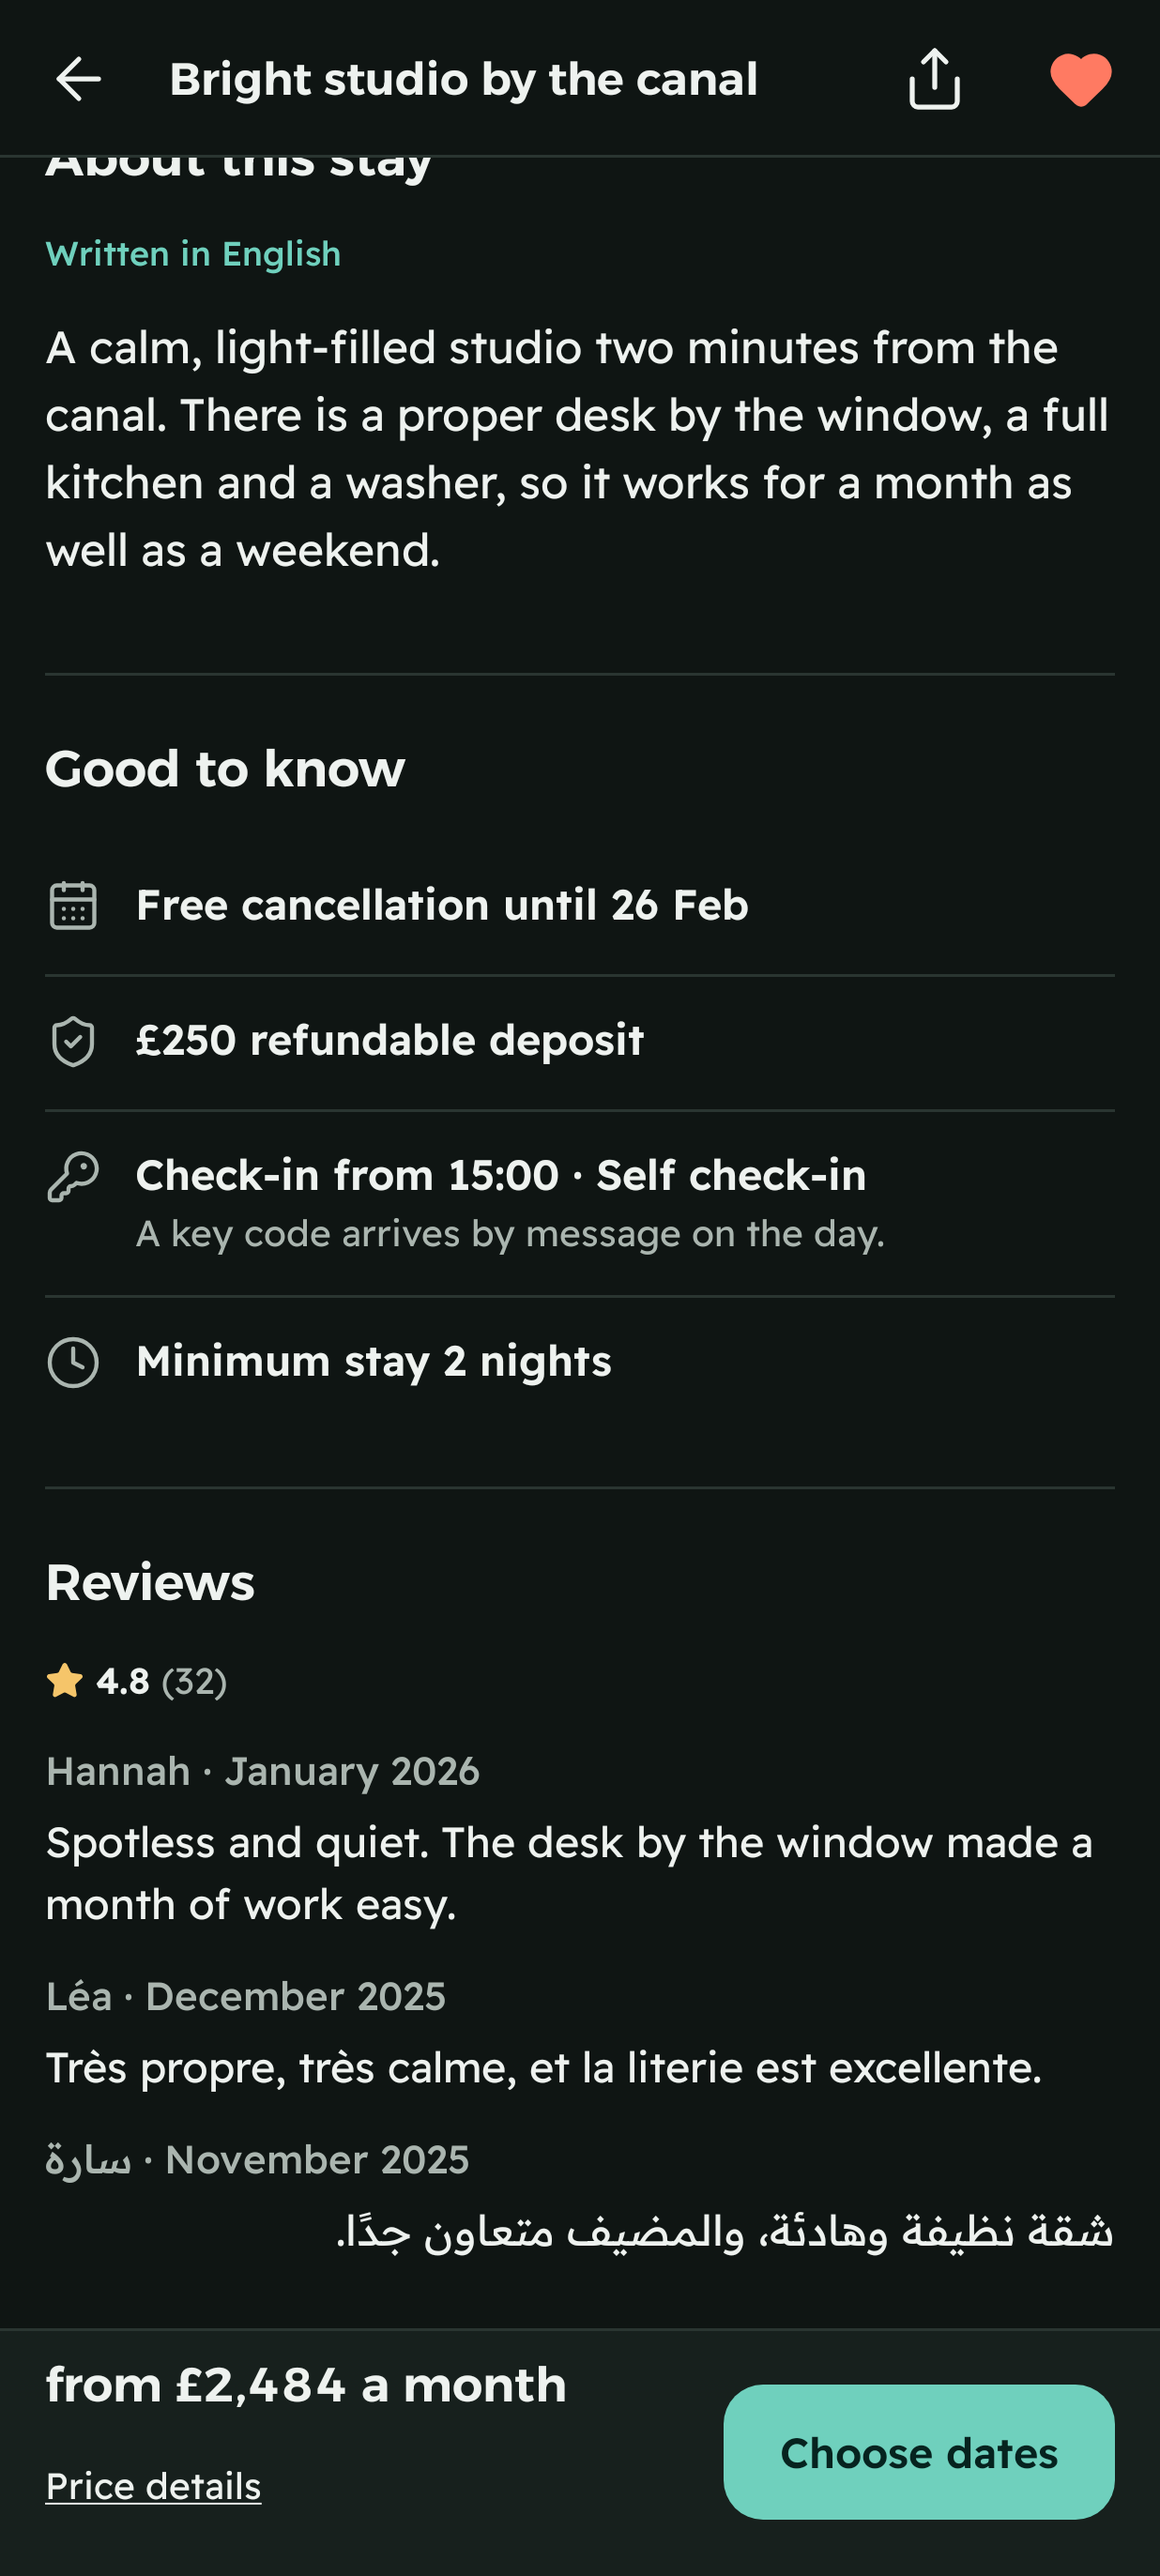 Bright studio by the canal
About this stay
Written in English
A calm, light-filled studio two minutes from the
canal. There is a proper desk by the window, a full
kitchen and a washer, so it works for a month as
well as a weekend.
Good to know
Free cancellation until 26 Feb
£250 refundable deposit
Check-in from 15:00 · Self check-in
A key code arrives by message on the day.
Minimum stay 2 nights
Reviews
4.8 (32)
Hannah · January 2026
Spotless and quiet. The desk by the window made a
month of work easy.
Léa · December 2025
Très propre, très calme, et la literie est excellente.
سارة · November 2025
شقة نظيفة وهادئة، والمضيف متعاون جدًا.
from £2,484 a month
Price details
Choose dates